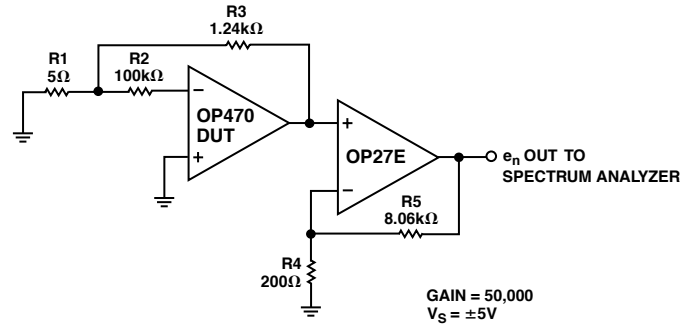 R3
1.24kΩ
R1
5Ω
R2
100kΩ
−
OP470
DUT
+
+
OP27E
−
en OUT TO
SPECTRUM ANALYZER
R5
8.06kΩ
R4
200Ω
GAIN = 50,000
VS = ±5V